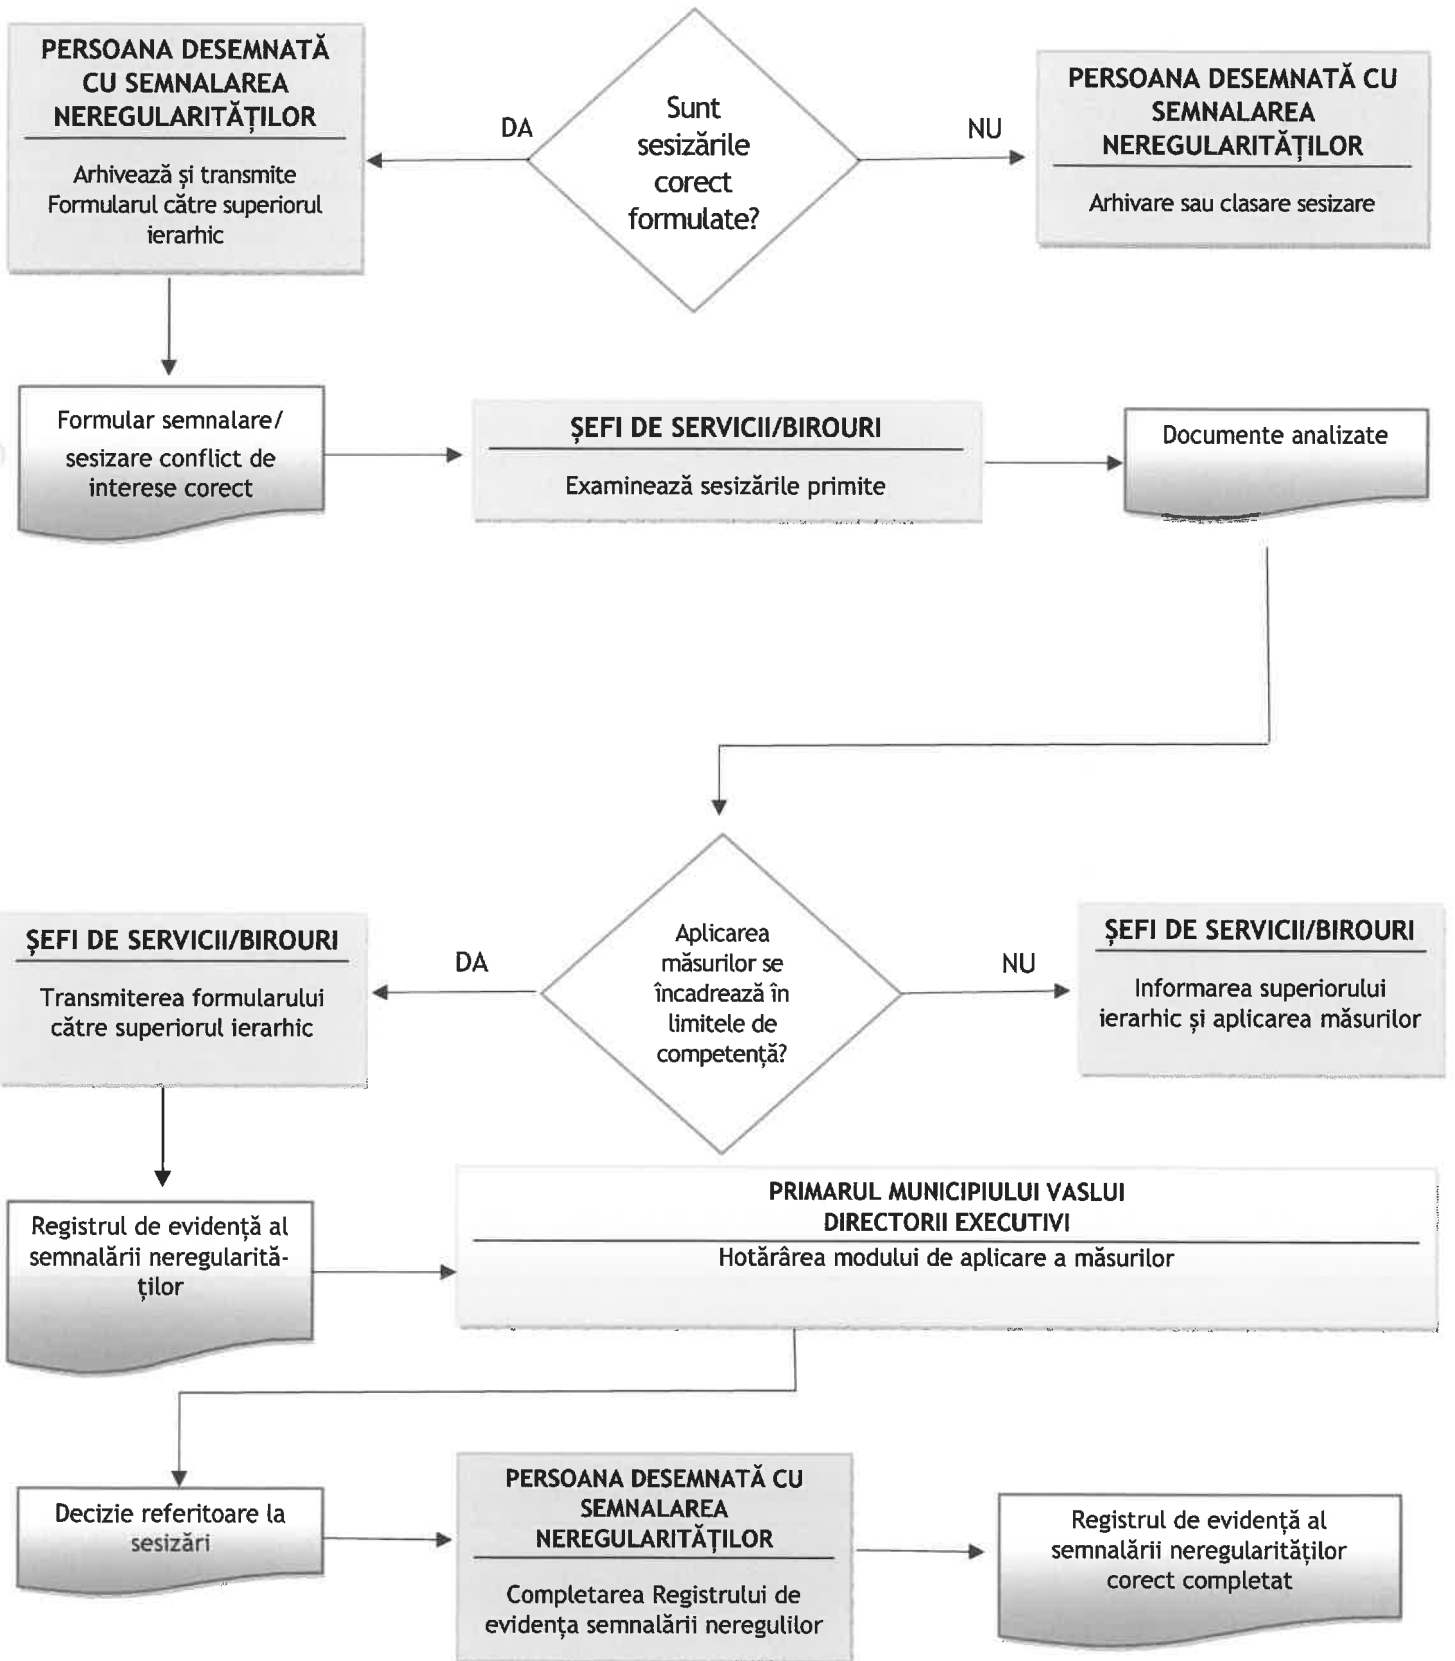 PERSOANA DESEMNATĂ
CU SEMNALAREA
NEREGULARITĂȚILOR
Arhivează și transmite
Formularul către superiorul
ierarhic
DA
Sunt
sesizările
corect
formulate?
NU
PERSOANA DESEMNATĂ CU
SEMNALAREA
NEREGULARITĂȚILOR
Arhivare sau clasare sesizare
Formular semnalare/
sesizare conflict de
interese corect
ȘEFI DE SERVICII/BIROURI
Examinează sesizările primite
Documente analizate
ȘEFI DE SERVICII/BIROURI
Transmiterea formularului
către superiorul ierarhic
DA
Aplicarea
măsurilor se
încadrează în
limitele de
competență?
NU
ȘEFI DE SERVICII/BIROURI
Informarea superiorului
ierarhic și aplicarea măsurilor
Registrul de evidență al
semnalării neregularită-
ților
PRIMARUL MUNICIPIULUI VASLUI
DIRECTORII EXECUTIVI
Hotărârea modului de aplicare a măsurilor
Decizie referitoare la
sesizări
PERSOANA DESEMNATĂ CU
SEMNALAREA
NEREGULARITĂȚILOR
Completarea Registrului de
evidența semnalării neregulilor
Registrul de evidență al
semnalării neregularităților
corect completat